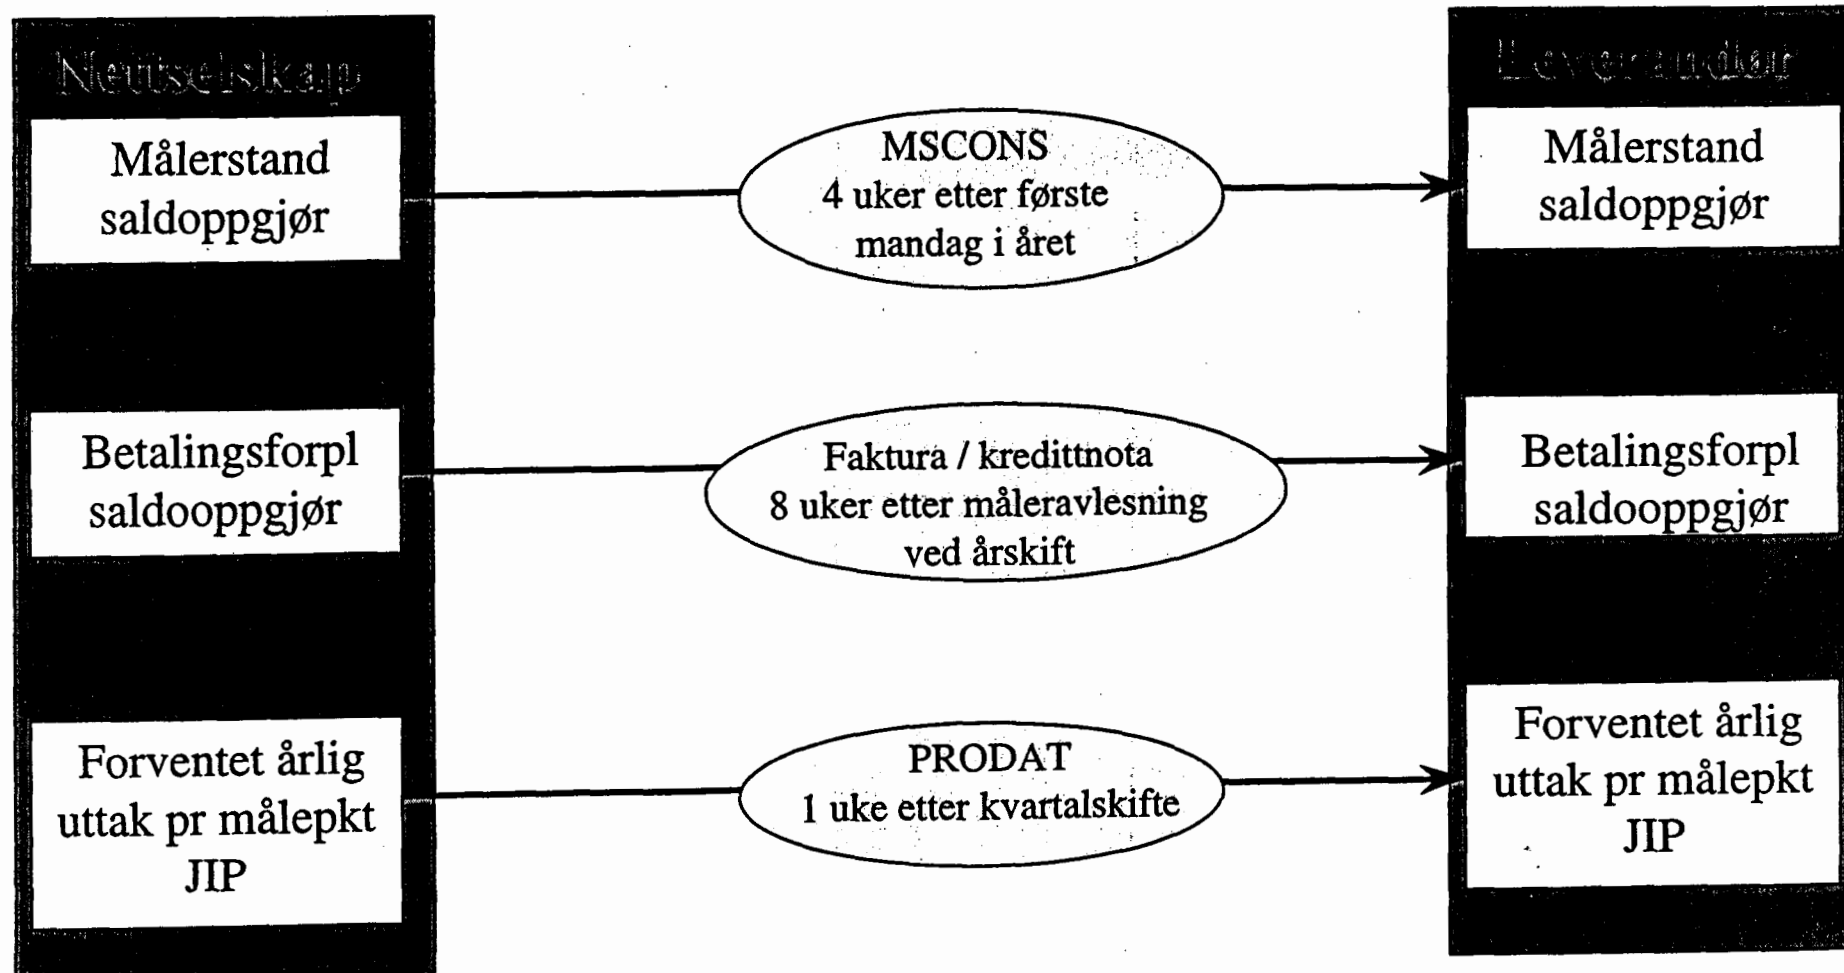 Nettselskap
Målerstand
saldoppgjør
Betalingsforpl
saldooppgjør
Forventet årlig
uttak pr målepkt
JIP
MSCONS
4 uker etter første
mandag i året
Faktura / kredittnota
8 uker etter måleravlesning
ved årskift
PRODAT
1 uke etter kvartalskifte
Leverandør
Målerstand
saldoppgjør
Betalingsforpl
saldooppgjør
Forventet årlig
uttak pr målepkt
JIP